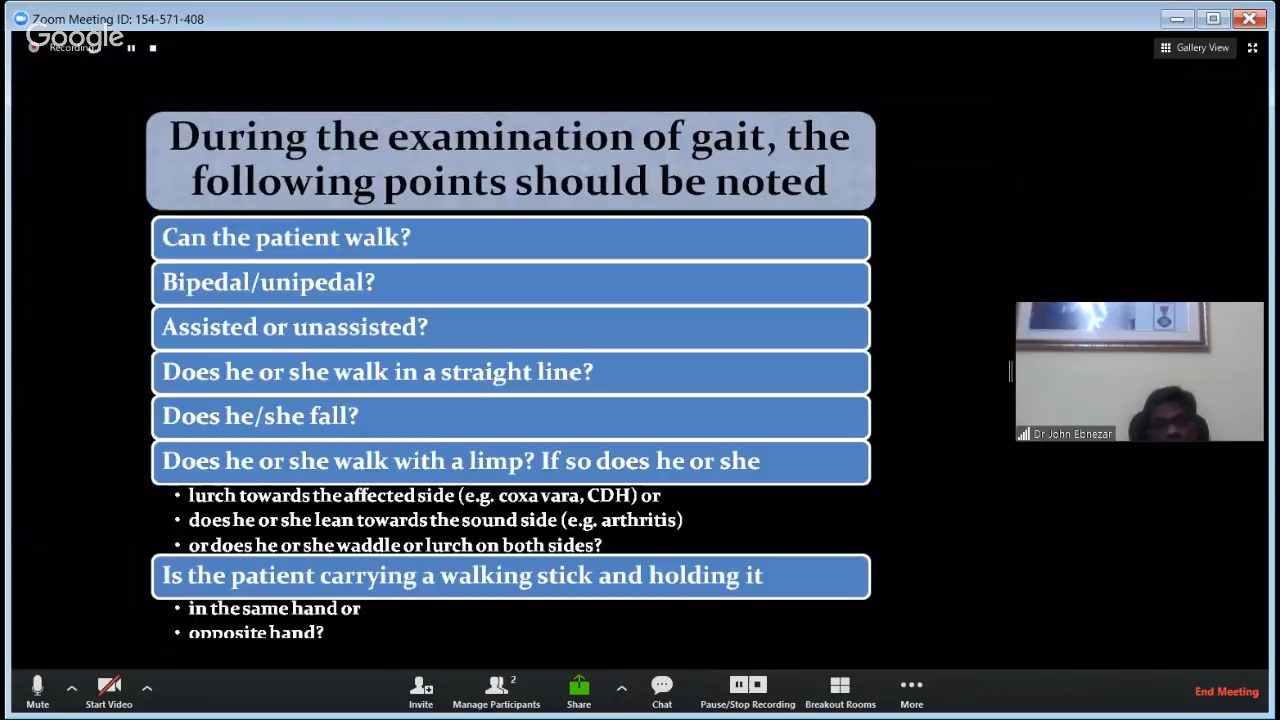 Zoom Meeting ID: 154-571-408
Google
Recording
Gallery View
During the examination of gait, the
following points should be noted
Can the patient walk?
Bipedal/unipedal?
Assisted or unassisted?
Does he or she walk in a straight line?
Does he/she fall?
Does he or she walk with a limp? If so does he or she
• lurch towards the affected side (e.g. coxa vara, CDH) or
• does he or she lean towards the sound side (e.g. arthritis)
• or does he or she waddle or lurch on both sides?
Is the patient carrying a walking stick and holding it
• in the same hand or
• opposite hand?
Dr John Ebnezar
Mute
Start Video
Invite
2
Manage Participants
Share
Chat
Pause/Stop Recording
Breakout Rooms
More
End Meeting